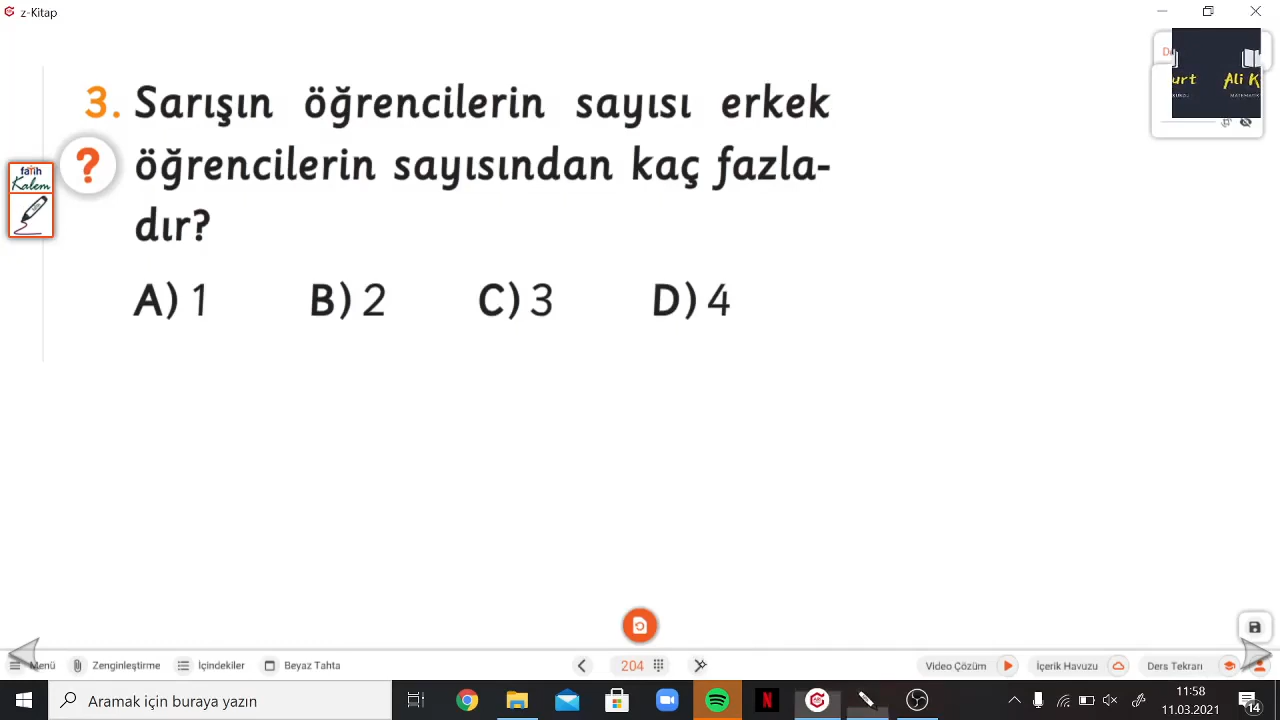 z-Kitap
3. Sarışın öğrencilerin sayısı erkek
? öğrencilerin sayısından kaç fazla-
dır?
A) 1 B) 2 C) 3 D) 4
fatih
Kalem
urt Ali K
MATEMATİK
Menü Zenginleştirme İçindekiler Beyaz Tahta 204 Video Çözüm İçerik Havuzu Ders Tekrarı
Aramak için buraya yazın
11:58
11.03.2021
14